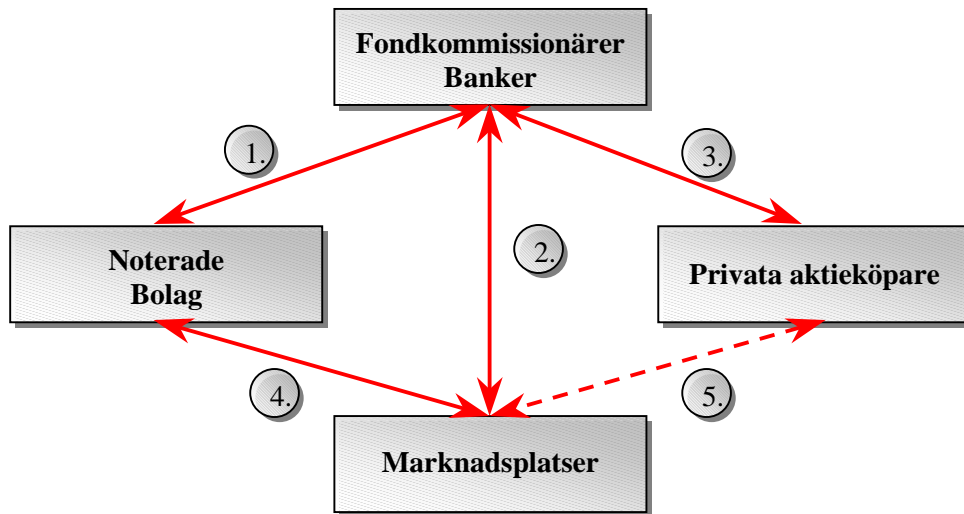 Fondkommissionärer
Banker
1.
3.
Noterade
Bolag
2.
Privata aktieköpare
4.
5.
Marknadsplatser